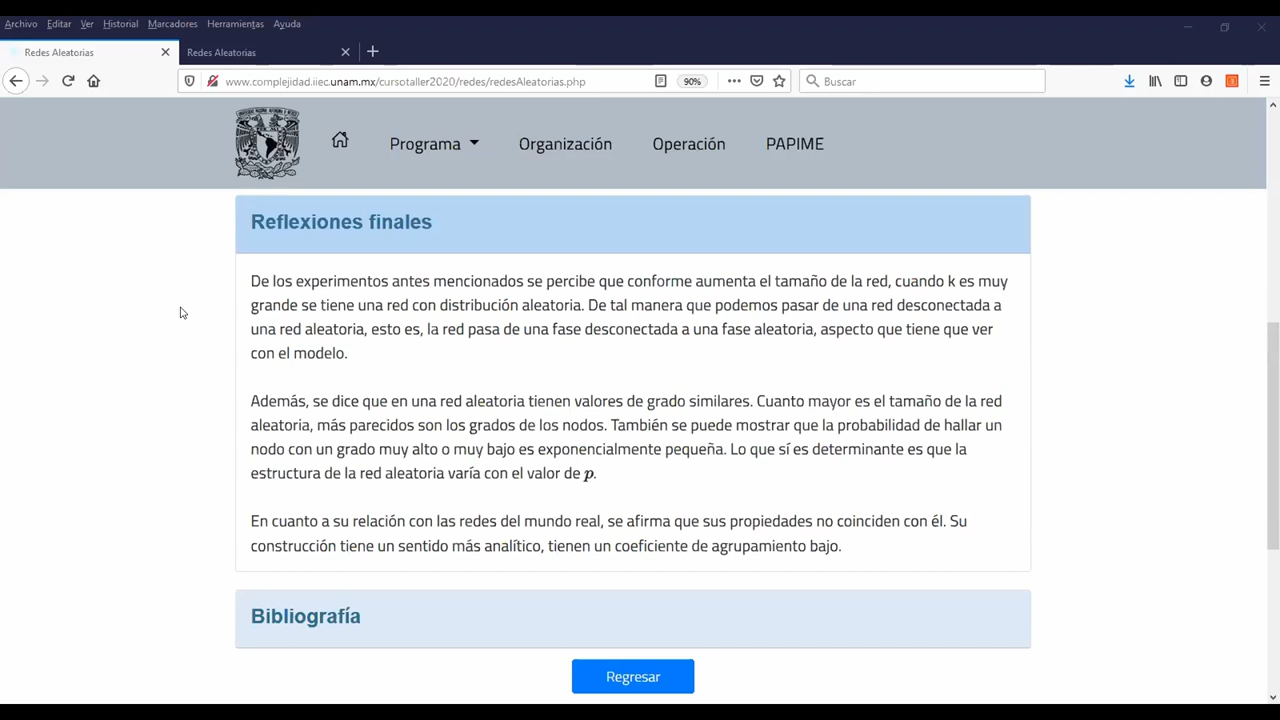 Archivo Editar Ver Historial Marcadores Herramientas Ayuda
Redes Aleatorias Redes Aleatorias
www.complejidad.iiec.unam.mx/cursotaller2020/redes/redesAleatorias.php 90% Buscar
Programa Organización Operación PAPIME
Reflexiones finales
De los experimentos antes mencionados se percibe que conforme aumenta el tamaño de la red, cuando k es muy
grande se tiene una red con distribución aleatoria. De tal manera que podemos pasar de una red desconectada a
una red aleatoria, esto es, la red pasa de una fase desconectada a una fase aleatoria, aspecto que tiene que ver
con el modelo.
Además, se dice que en una red aleatoria tienen valores de grado similares. Cuanto mayor es el tamaño de la red
aleatoria, más parecidos son los grados de los nodos. También se puede mostrar que la probabilidad de hallar un
nodo con un grado muy alto o muy bajo es exponencialmente pequeña. Lo que sí es determinante es que la
estructura de la red aleatoria varía con el valor de p.
En cuanto a su relación con las redes del mundo real, se afirma que sus propiedades no coinciden con él. Su
construcción tiene un sentido más analítico, tienen un coeficiente de agrupamiento bajo.
Bibliografía
Regresar